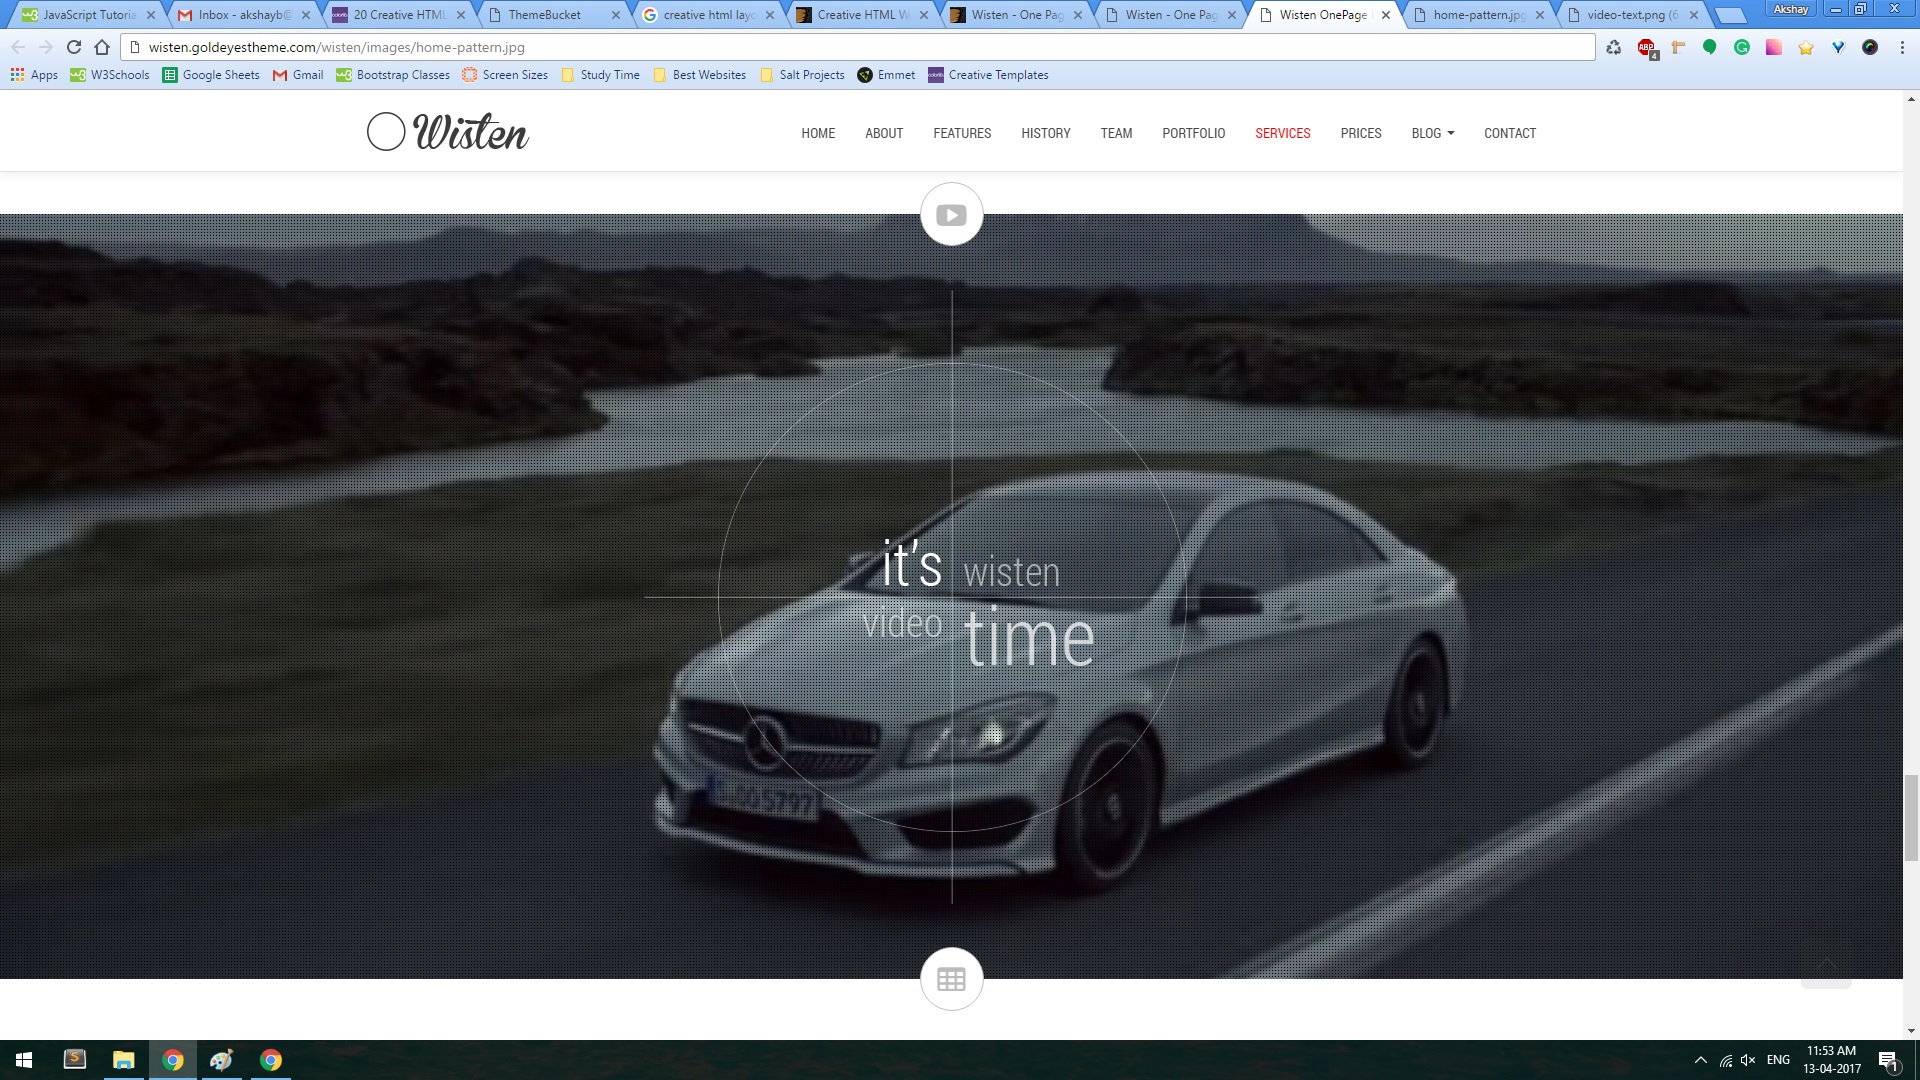 JavaScript Tutoria
Inbox - akshayb@
20 Creative HTML
ThemeBucket
creative html layo
Creative HTML W
Wisten - One Pag
Wisten - One Pag
Wisten OnePage
home-pattern.jpg
video-text.png (6
Akshay
wisten.goldeyestheme.com/wisten/images/home-pattern.jpg
ABP
4
Apps
W3Schools
Google Sheets
Gmail
Bootstrap Classes
Screen Sizes
Study Time
Best Websites
Salt Projects
Emmet
Creative Templates
Wisten
HOME
ABOUT
FEATURES
HISTORY
TEAM
PORTFOLIO
SERVICES
PRICES
BLOG
CONTACT
it's wisten
video time
ENG
11:53 AM
13-04-2017
1